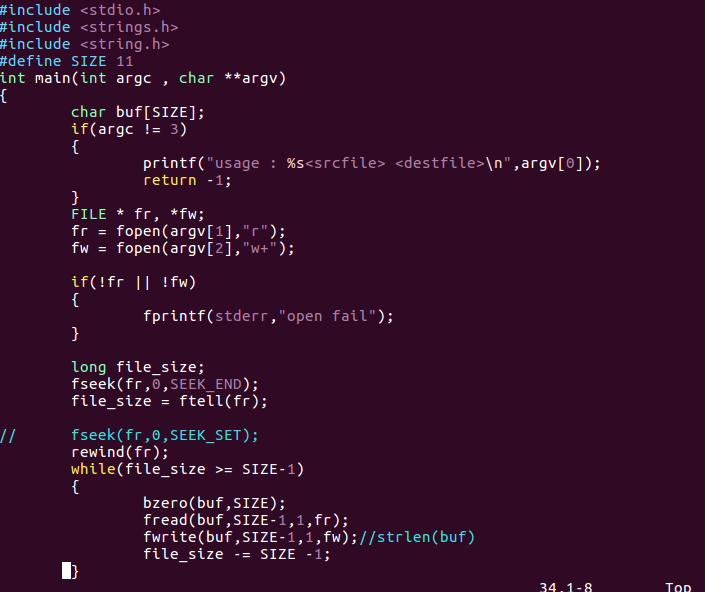 #include <stdio.h>
#include <strings.h>
#include <string.h>
#define SIZE 11
int main(int argc , char **argv)
{
        char buf[SIZE];
        if(argc != 3)
        {
                printf("usage : %s<srcfile> <destfile>\n",argv[0]);
                return -1;
        }
        FILE * fr, *fw;
        fr = fopen(argv[1],"r");
        fw = fopen(argv[2],"w+");

        if(!fr || !fw)
        {
                fprintf(stderr,"open fail");
        }

        long file_size;
        fseek(fr,0,SEEK_END);
        file_size = ftell(fr);

//      fseek(fr,0,SEEK_SET);
        rewind(fr);
        while(file_size >= SIZE-1)
        {
                bzero(buf,SIZE);
                fread(buf,SIZE-1,1,fr);
                fwrite(buf,SIZE-1,1,fw);//strlen(buf)
                file_size -= SIZE -1;
        }
34,1-8 Top